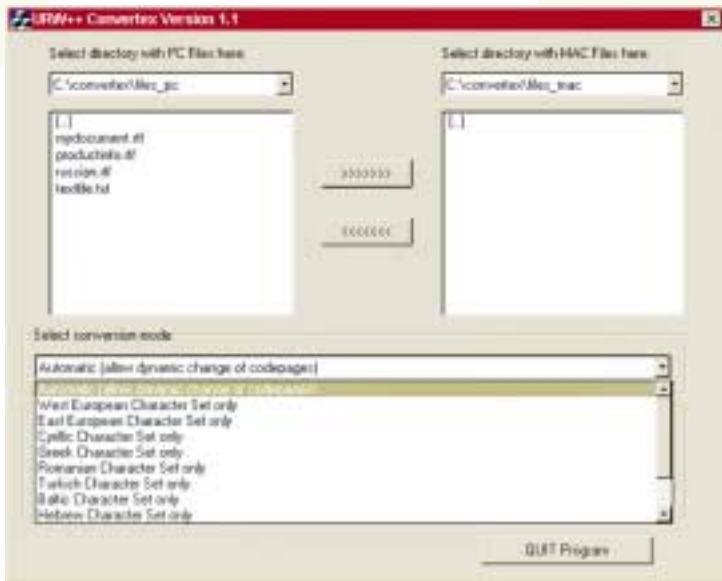 URW++ Convertex Version 1.1
Select directory with PC Files here:
Select directory with MAC Files here:
C:\convertex\files_pc
C:\convertex\files_mac
[..]
mydocument.rtf
productinfo.rtf
russian.rtf
textfile.txt
[..]
>>>>>>>
<<<<<<<
Select conversion mode
Automatic (allow dynamic change of codepages)
Automatic (allow dynamic change of codepages)
West European Character Set only
East European Character Set only
Cyrillic Character Set only
Greek Character Set only
Romanian Character Set only
Turkish Character Set only
Baltic Character Set only
Hebrew Character Set only
QUIT Program